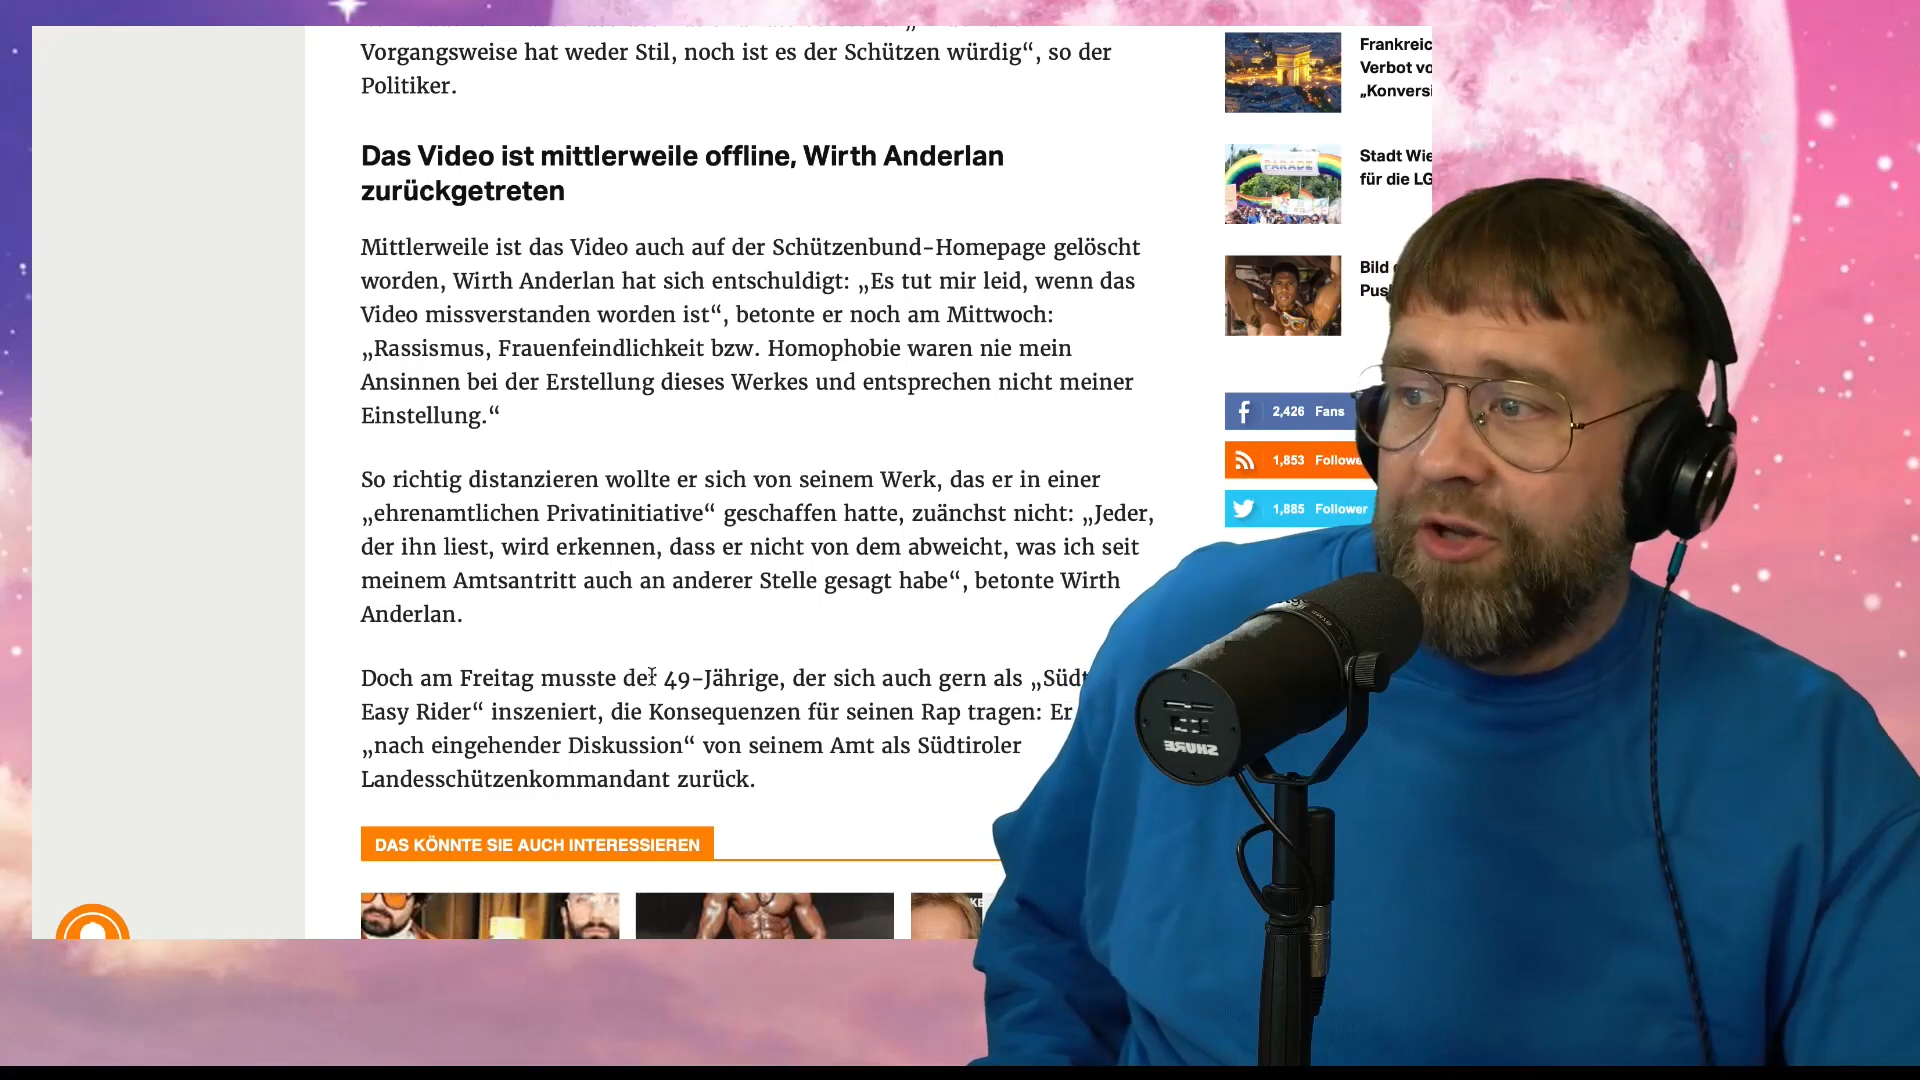 Vorgangsweise hat weder Stil, noch ist es der Schützen würdig“, so der
Politiker.
Das Video ist mittlerweile offline, Wirth Anderlan
zurückgetreten
Mittlerweile ist das Video auch auf der Schützenbund-Homepage gelöscht
worden, Wirth Anderlan hat sich entschuldigt: „Es tut mir leid, wenn das
Video missverstanden worden ist“, betonte er noch am Mittwoch:
„Rassismus, Frauenfeindlichkeit bzw. Homophobie waren nie mein
Ansinnen bei der Erstellung dieses Werkes und entsprechen nicht meiner
Einstellung.“
So richtig distanzieren wollte er sich von seinem Werk, das er in einer
„ehrenamtlichen Privatinitiative“ geschaffen hatte, zuänchst nicht: „Jeder,
der ihn liest, wird erkennen, dass er nicht von dem abweicht, was ich seit
meinem Amtsantritt auch an anderer Stelle gesagt habe“, betonte Wirth
Anderlan.
Doch am Freitag musste der 49-Jährige, der sich auch gern als „Südt
Easy Rider“ inszeniert, die Konsequenzen für seinen Rap tragen: Er
„nach eingehender Diskussion“ von seinem Amt als Südtiroler
Landesschützenkommandant zurück.
DAS KÖNNTE SIE AUCH INTERESSIEREN
Frankreic
Verbot vo
„Konversi
PARADE
Stadt Wie
für die LG
Bild
Pus
2,426 Fans
1,853 Followe
1,885 Follower
SHURE